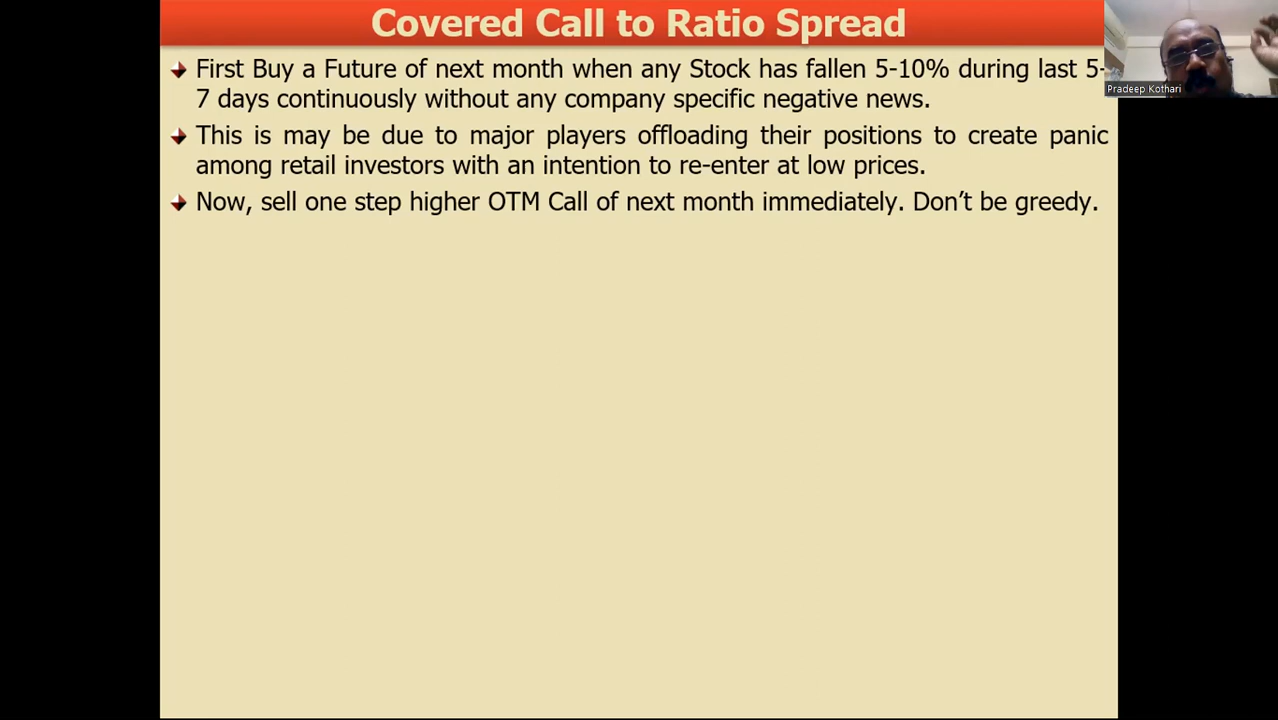 Covered Call to Ratio Spread
First Buy a Future of next month when any Stock has fallen 5-10% during last 5-
7 days continuously without any company specific negative news.
This is may be due to major players offloading their positions to create panic
among retail investors with an intention to re-enter at low prices.
Now, sell one step higher OTM Call of next month immediately. Don’t be greedy.
Pradeep Kothari